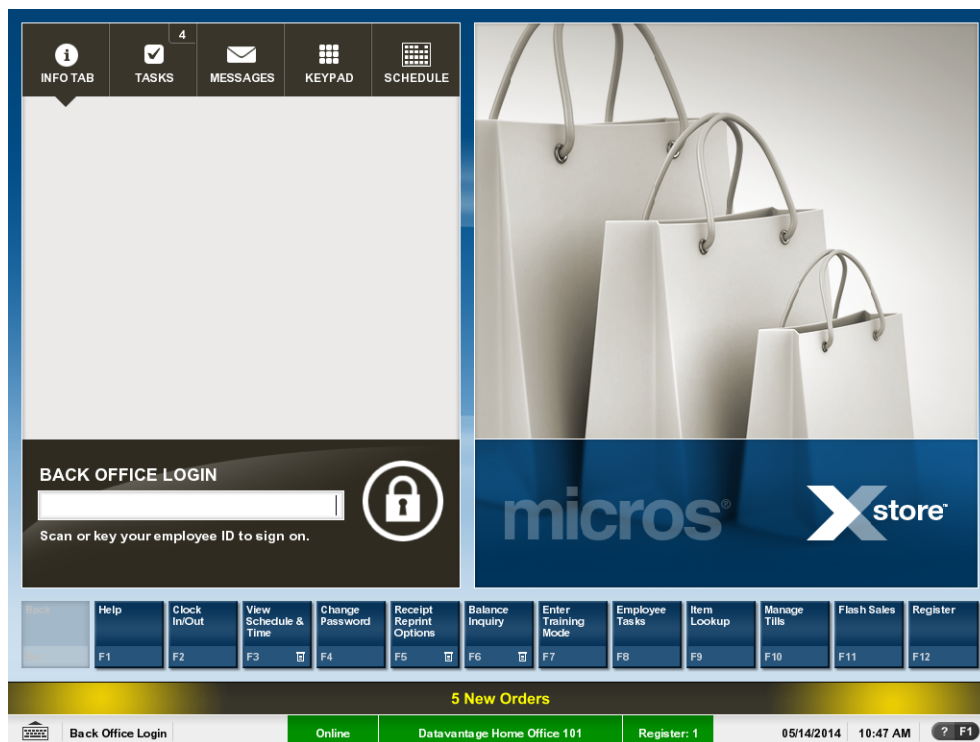 4
INFO TAB
TASKS
MESSAGES
KEYPAD
SCHEDULE
BACK OFFICE LOGIN
Scan or key your employee ID to sign on.
micros®
Xstore™
Back
Help
F1
Clock
In/Out
F2
View
Schedule &
Time
F3
Change
Password
F4
Receipt
Reprint
Options
F5
Balance
Inquiry
F6
Enter
Training
Mode
F7
Employee
Tasks
F8
Item
Lookup
F9
Manage
Tills
F10
Flash Sales
F11
Register
F12
5 New Orders
Back Office Login
Online
Datavantage Home Office 101
Register: 1
05/14/2014
10:47 AM
? F1